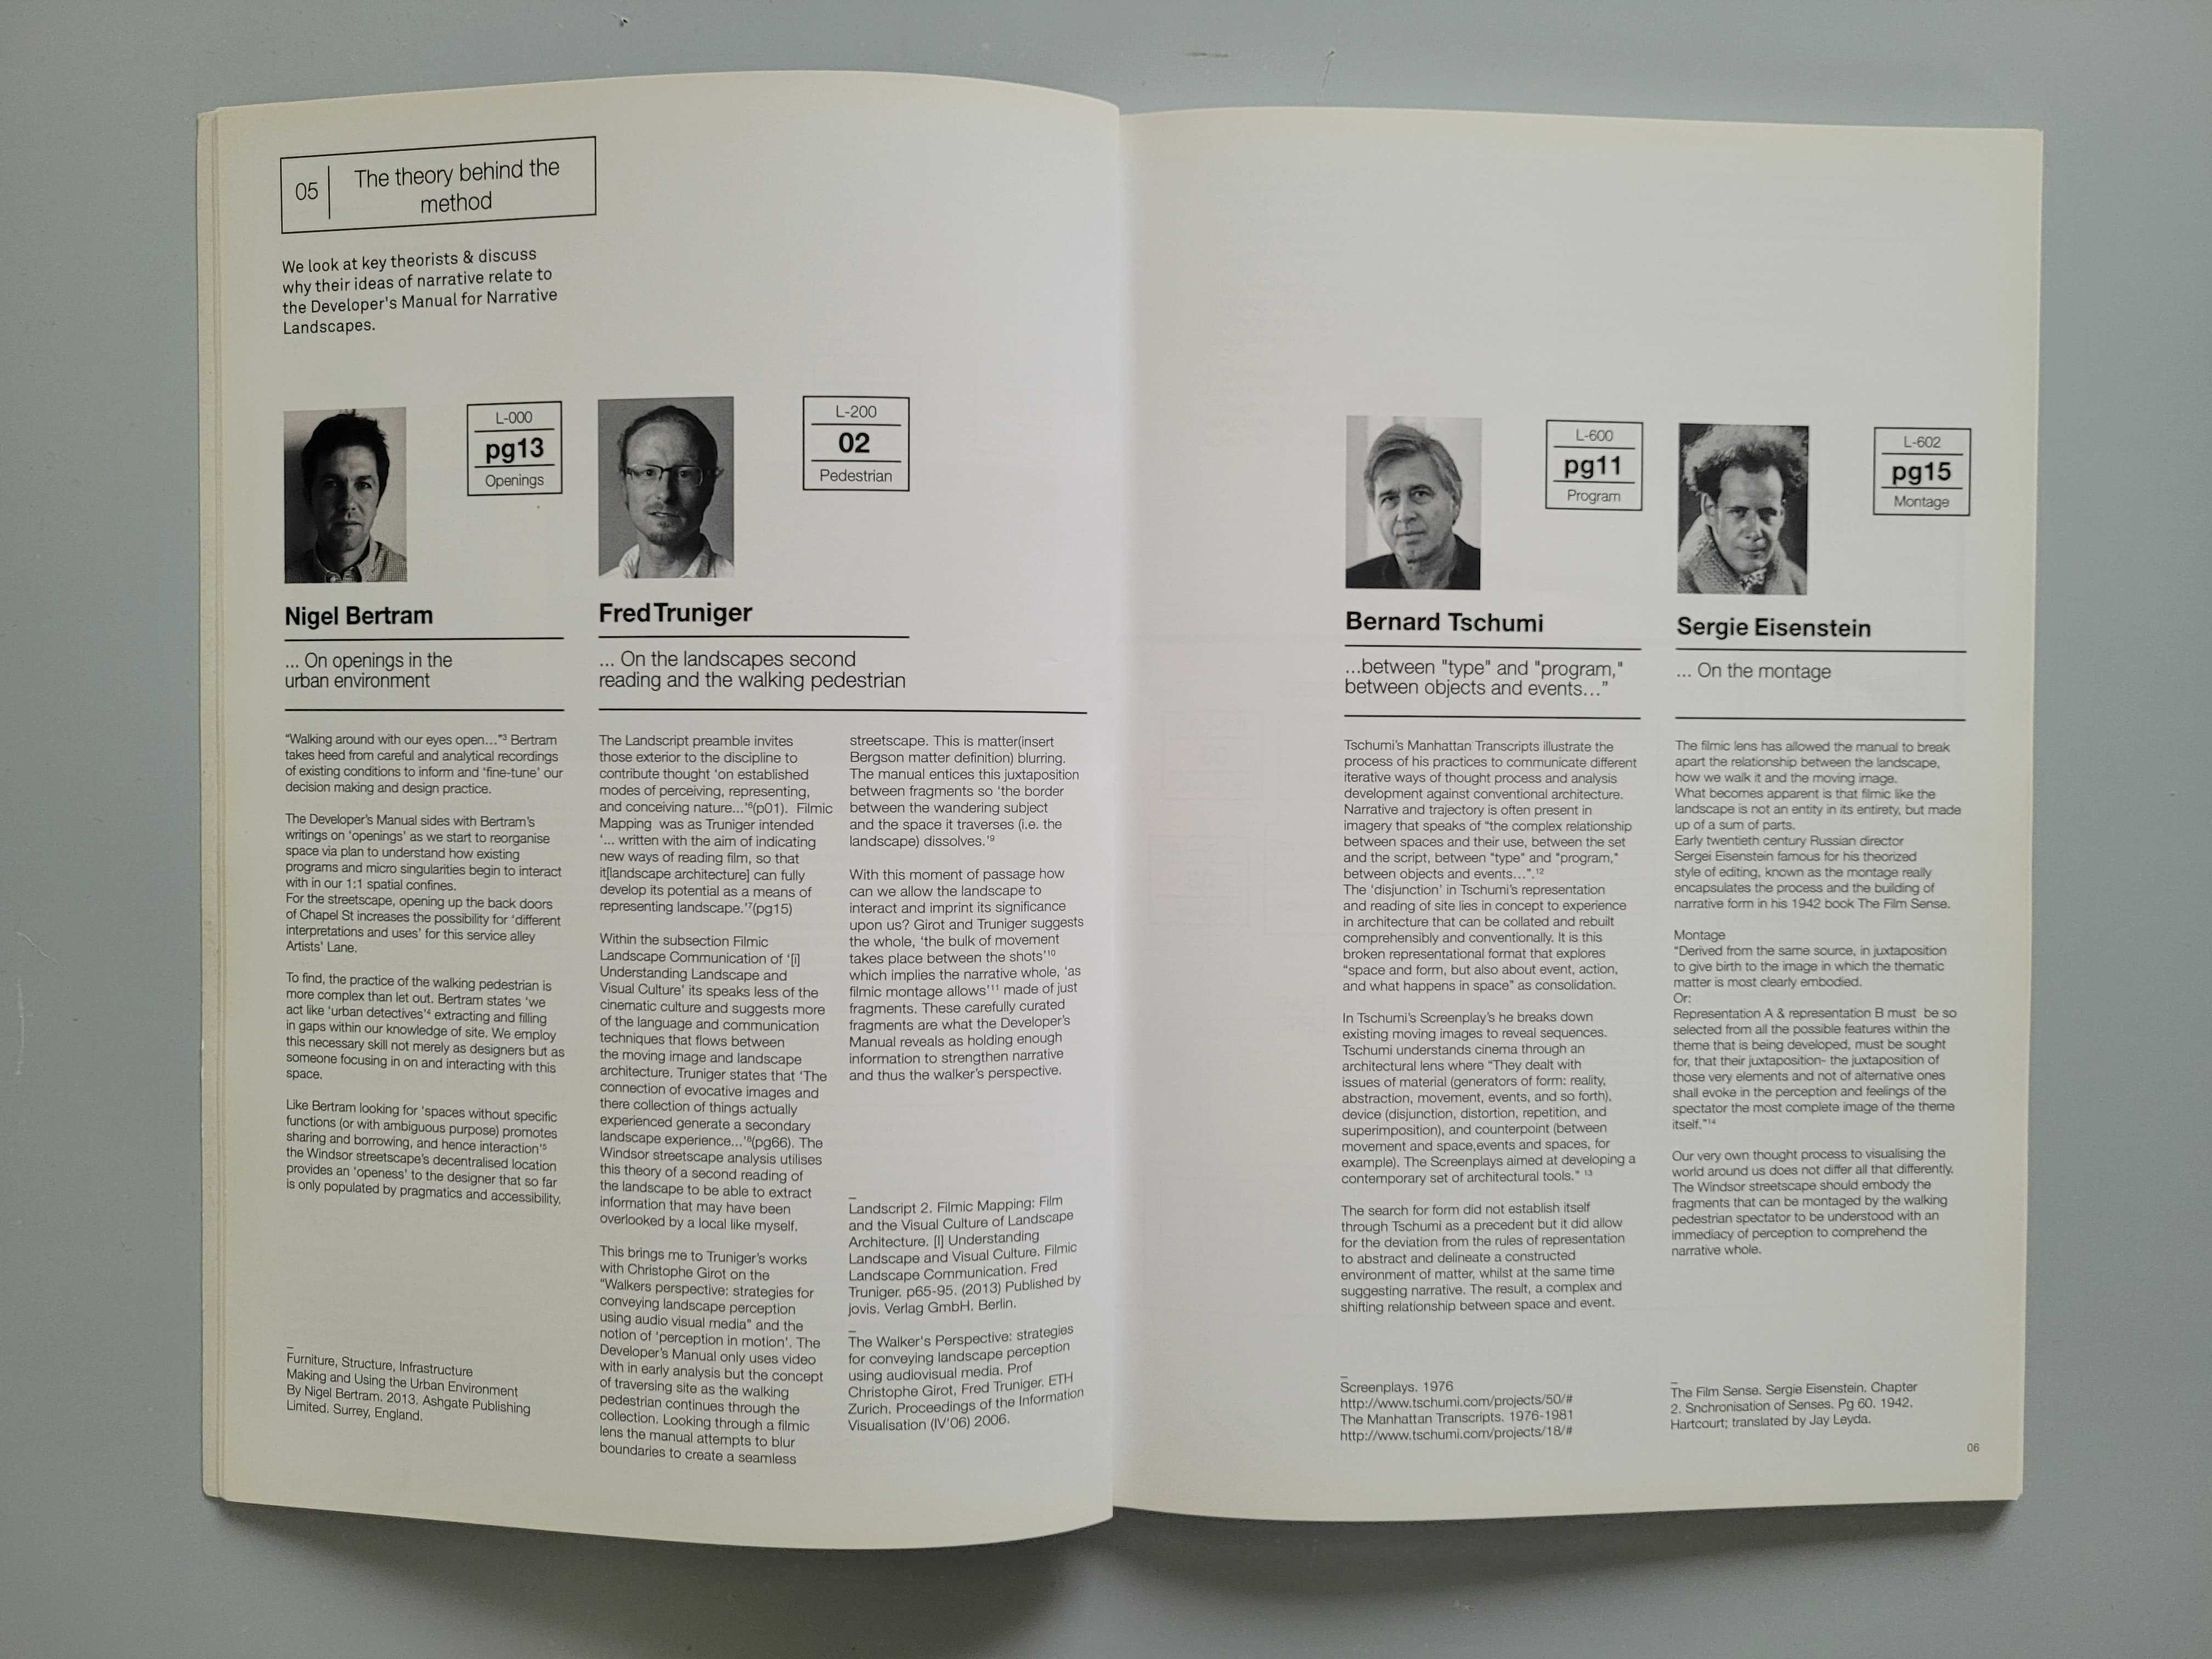 05
The theory behind the
method
We look at key theorists & discuss
why their ideas of narrative relate to
the Developer's Manual for Narrative
Landscapes.
L-000
pg13
Openings
Nigel Bertram
... On openings in the
urban environment
“Walking around with our eyes open...”³ Bertram
takes heed from careful and analytical recordings
of existing conditions to inform and ‘fine-tune’ our
decision making and design practice.
The Developer’s Manual sides with Bertram’s
writings on ‘openings’ as we start to reorganise
space via plan to understand how existing
programs and micro singularities begin to interact
with in our 1:1 spatial confines.
For the streetscape, opening up the back doors
of Chapel St increases the possibility for ‘different
interpretations and uses’ for this service alley
Artists’ Lane.
To find, the practice of the walking pedestrian is
more complex than let out. Bertram states ‘we
act like ‘urban detectives’⁴ extracting and filling
in gaps within our knowledge of site. We employ
this necessary skill not merely as designers but as
someone focusing in on and interacting with this
space.
Like Bertram looking for ‘spaces without specific
functions (or with ambiguous purpose) promotes
sharing and borrowing, and hence interaction’⁵
the Windsor streetscape’s decentralised location
provides an ‘openess’ to the designer that so far
is only populated by pragmatics and accessibility.
Furniture, Structure, Infrastructure
Making and Using the Urban Environment
By Nigel Bertram. 2013. Ashgate Publishing
Limited. Surrey, England.
L-200
02
Pedestrian
Fred Truniger
... On the landscapes second
reading and the walking pedestrian
The Landscript preamble invites
those exterior to the discipline to
contribute thought ‘on established
modes of perceiving, representing,
and conceiving nature...’⁶(p01). Filmic
Mapping was as Truniger intended
‘... written with the aim of indicating
new ways of reading film, so that
it[landscape architecture] can fully
develop its potential as a means of
representing landscape.’⁷(pg15)
Within the subsection Filmic
Landscape Communication of ‘[i]
Understanding Landscape and
Visual Culture’ its speaks less of the
cinematic culture and suggests more
of the language and communication
techniques that flows between
the moving image and landscape
architecture. Truniger states that ‘The
connection of evocative images and
there collection of things actually
experienced generate a secondary
landscape experience...’⁸(pg66). The
Windsor streetscape analysis utilises
this theory of a second reading of
the landscape to be able to extract
information that may have been
overlooked by a local like myself.
This brings me to Truniger’s works
with Christophe Girot on the
“Walkers perspective: strategies for
conveying landscape perception
using audio visual media” and the
notion of ‘perception in motion’. The
Developer’s Manual only uses video
with in early analysis but the concept
of traversing site as the walking
pedestrian continues through the
collection. Looking through a filmic
lens the manual attempts to blur
boundaries to create a seamless
streetscape. This is matter(insert
Bergson matter definition) blurring.
The manual entices this juxtaposition
between fragments so ‘the border
between the wandering subject
and the space it traverses (i.e. the
landscape) dissolves.’⁹
With this moment of passage how
can we allow the landscape to
interact and imprint its significance
upon us? Girot and Truniger suggests
the whole, ‘the bulk of movement
takes place between the shots’¹⁰
which implies the narrative whole, ‘as
filmic montage allows’¹¹ made of just
fragments. These carefully curated
fragments are what the Developer’s
Manual reveals as holding enough
information to strengthen narrative
and thus the walker’s perspective.
Landscript 2. Filmic Mapping: Film
and the Visual Culture of Landscape
Architecture. [I] Understanding
Landscape and Visual Culture. Filmic
Landscape Communication. Fred
Truniger. p65-95. (2013) Published by
jovis. Verlag GmbH. Berlin.
The Walker's Perspective: strategies
for conveying landscape perception
using audiovisual media. Prof
Christophe Girot, Fred Truniger. ETH
Zurich. Proceedings of the Information
Visualisation (IV'06) 2006.
L-600
pg11
Program
Bernard Tschumi
...between "type" and "program,"
between objects and events...”
Tschumi’s Manhattan Transcripts illustrate the
process of his practices to communicate different
iterative ways of thought process and analysis
development against conventional architecture.
Narrative and trajectory is often present in
imagery that speaks of “the complex relationship
between spaces and their use, between the set
and the script, between "type" and "program,"
between objects and events...”.¹²
The ‘disjunction’ in Tschumi’s representation
and reading of site lies in concept to experience
in architecture that can be collated and rebuilt
comprehensibly and conventionally. It is this
broken representational format that explores
“space and form, but also about event, action,
and what happens in space” as consolidation.
In Tschumi’s Screenplay’s he breaks down
existing moving images to reveal sequences.
Tschumi understands cinema through an
architectural lens where “They dealt with
issues of material (generators of form: reality,
abstraction, movement, events, and so forth),
device (disjunction, distortion, repetition, and
superimposition), and counterpoint (between
movement and space,events and spaces, for
example). The Screenplays aimed at developing a
contemporary set of architectural tools.” ¹³
The search for form did not establish itself
through Tschumi as a precedent but it did allow
for the deviation from the rules of representation
to abstract and delineate a constructed
environment of matter, whilst at the same time
suggesting narrative. The result, a complex and
shifting relationship between space and event.
Screenplays. 1976
http://www.tschumi.com/projects/50/#
The Manhattan Transcripts. 1976-1981
http://www.tschumi.com/projects/18/#
L-602
pg15
Montage
Sergie Eisenstein
... On the montage
The filmic lens has allowed the manual to break
apart the relationship between the landscape,
how we walk it and the moving image.
What becomes apparent is that filmic like the
landscape is not an entity in its entirety, but made
up of a sum of parts.
Early twentieth century Russian director
Sergei Eisenstein famous for his theorized
style of editing, known as the montage really
encapsulates the process and the building of
narrative form in his 1942 book The Film Sense.
Montage
“Derived from the same source, in juxtaposition
to give birth to the image in which the thematic
matter is most clearly embodied.
Or:
Representation A & representation B must be so
selected from all the possible features within the
theme that is being developed, must be sought
for, that their juxtaposition- the juxtaposition of
those very elements and not of alternative ones
shall evoke in the perception and feelings of the
spectator the most complete image of the theme
itself.”¹⁴
Our very own thought process to visualising the
world around us does not differ all that differently.
The Windsor streetscape should embody the
fragments that can be montaged by the walking
pedestrian spectator to be understood with an
immediacy of perception to comprehend the
narrative whole.
The Film Sense. Sergie Eisenstein. Chapter
2. Snchronisation of Senses. Pg 60. 1942.
Hartcourt; translated by Jay Leyda.
06